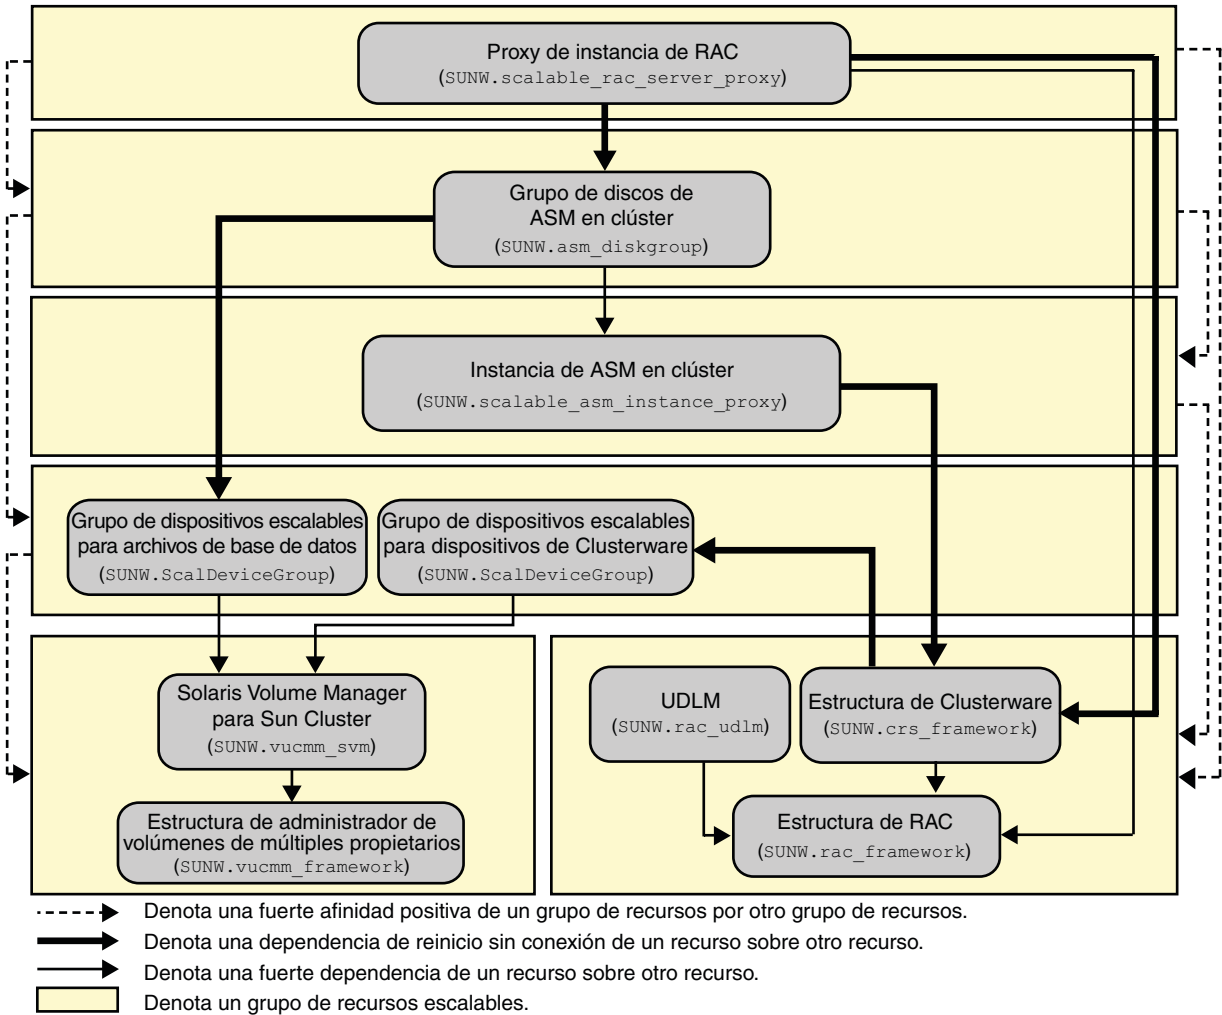 Proxy de instancia de RAC
(SUNW.scalable_rac_server_proxy)
Grupo de discos de
ASM en clúster
(SUNW.asm_diskgroup)
Instancia de ASM en clúster
(SUNW.scalable_asm_instance_proxy)
Grupo de dispositivos escalables
para archivos de base de datos
(SUNW.ScalDeviceGroup)
Grupo de dispositivos escalables
para dispositivos de Clusterware
(SUNW.ScalDeviceGroup)
Solaris Volume Manager
para Sun Cluster
(SUNW.vucmm_svm)
UDLM
(SUNW.rac_udlm)
Estructura de Clusterware
(SUNW.crs_framework)
Estructura de administrador de
volúmenes de múltiples propietarios
(SUNW.vucmm_framework)
Estructura de RAC
(SUNW.rac_framework)
Denota una fuerte afinidad positiva de un grupo de recursos por otro grupo de recursos.
Denota una dependencia de reinicio sin conexión de un recurso sobre otro recurso.
Denota una fuerte dependencia de un recurso sobre otro recurso.
Denota un grupo de recursos escalables.